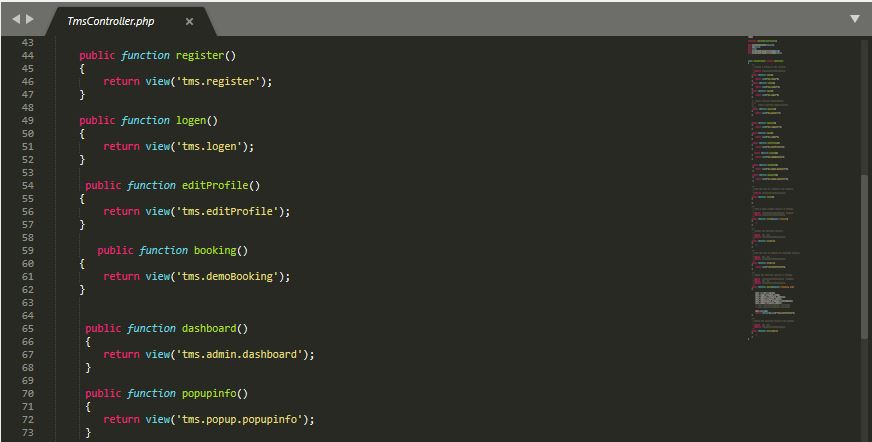 TmsController.php ×
43
44 public function register()
45 {
46 return view('tms.register');
47 }
48
49 public function logen()
50 {
51 return view('tms.logen');
52 }
53
54 public function editProfile()
55 {
56 return view('tms.editProfile');
57 }
58
59 public function booking()
60 {
61 return view('tms.demoBooking');
62 }
63
64
65 public function dashboard()
66 {
67 return view('tms.admin.dashboard');
68 }
69
70 public function popupinfo()
71 {
72 return view('tms.popup.popupinfo');
73 }